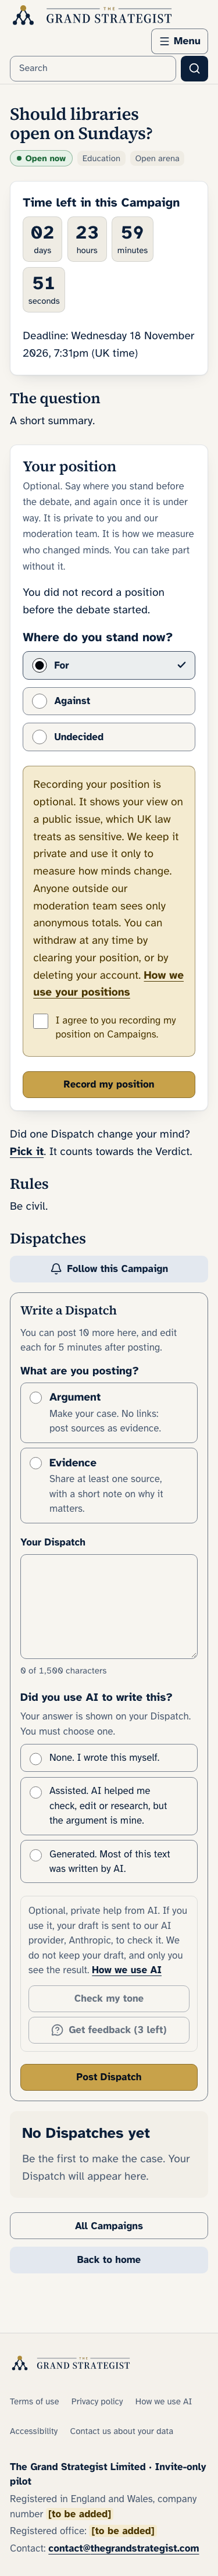 THE
GRAND STRATEGIST
Menu
Search
Should libraries
open on Sundays?
Open now
Education
Open arena
Time left in this Campaign
02
days
23
hours
59
minutes
51
seconds
Deadline: Wednesday 18 November
2026, 7:31pm (UK time)
The question
A short summary.
Your position
Optional. Say where you stand before
the debate, and again once it is under
way. It is private to you and our
moderation team. It is how we measure
who changed minds. You can take part
without it.
You did not record a position
before the debate started.
Where do you stand now?
For
Against
Undecided
Recording your position is
optional. It shows your view on
a public issue, which UK law
treats as sensitive. We keep it
private and use it only to
measure how minds change.
Anyone outside our
moderation team sees only
anonymous totals. You can
withdraw at any time by
clearing your position, or by
deleting your account. How we
use your positions
I agree to you recording my
position on Campaigns.
Record my position
Did one Dispatch change your mind?
Pick it. It counts towards the Verdict.
Rules
Be civil.
Dispatches
Follow this Campaign
Write a Dispatch
You can post 10 more here, and edit
each for 5 minutes after posting.
What are you posting?
Argument
Make your case. No links:
post sources as evidence.
Evidence
Share at least one source,
with a short note on why it
matters.
Your Dispatch
0 of 1,500 characters
Did you use AI to write this?
Your answer is shown on your Dispatch.
You must choose one.
None. I wrote this myself.
Assisted. AI helped me
check, edit or research, but
the argument is mine.
Generated. Most of this text
was written by AI.
Optional, private help from AI. If you
use it, your draft is sent to our AI
provider, Anthropic, to check it. We
do not keep your draft, and only you
see the result. How we use AI
Check my tone
Get feedback (3 left)
Post Dispatch
No Dispatches yet
Be the first to make the case. Your
Dispatch will appear here.
All Campaigns
Back to home
THE
GRAND STRATEGIST
Terms of use
Privacy policy
How we use AI
Accessibility
Contact us about your data
The Grand Strategist Limited · Invite-only
pilot
Registered in England and Wales, company
number [to be added]
Registered office: [to be added]
Contact: contact@thegrandstrategist.com